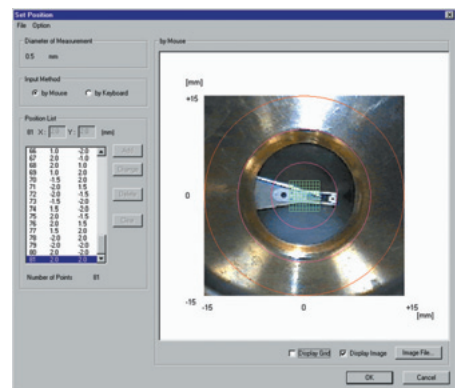 Set Position
File Option
Diameter of Measurement
0.5 mm
Input Method
by Mouse by Keyboard
Position List
81 X: Y: [mm]
Add
Change
Delete
Clear
66 1.0 -2.0
67 2.0 -1.0
68 2.0 1.0
69 1.0 2.0
70 -1.5 2.0
71 -2.0 1.5
72 -2.0 -1.5
73 -1.5 -2.0
74 1.5 -2.0
75 2.0 -1.5
76 2.0 1.5
77 1.5 2.0
78 -2.0 2.0
79 -2.0 -2.0
80 2.0 -2.0
81 2.0 2.0
Number of Points 81
by Mouse
[mm]
+15
0
-15
-15 0 +15
[mm]
Display Grid Display Image Image File...
OK Cancel